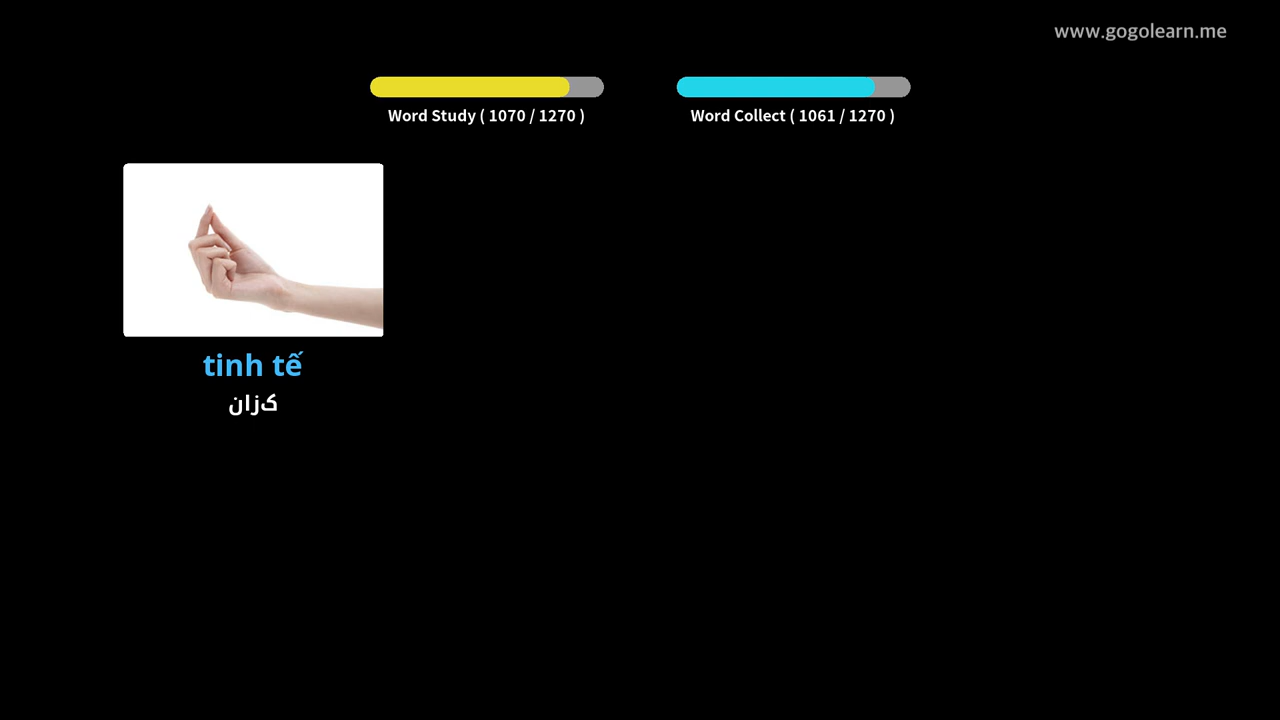 www.gogolearn.me
Word Study ( 1070 / 1270 )
Word Collect ( 1061 / 1270 )
tinh tế
کزان